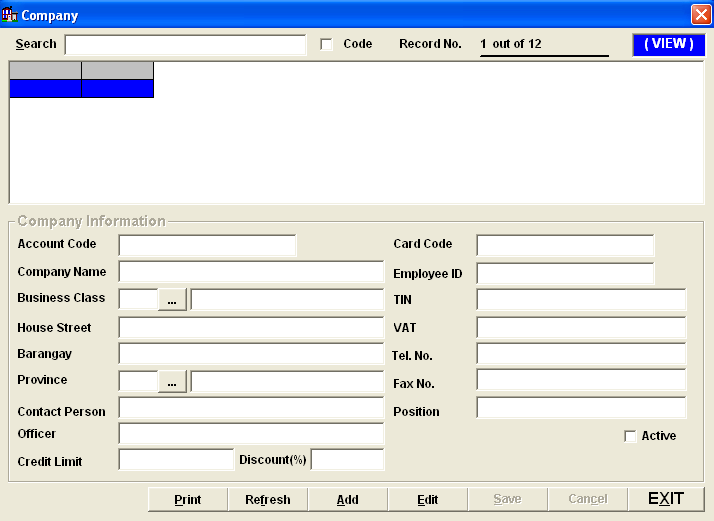 Company
Search Code Record No. 1 out of 12 ( VIEW )
Company Information
Account Code Card Code
Company Name Employee ID
Business Class ... TIN
House Street VAT
Barangay Tel. No.
Province ... Fax No.
Contact Person Position
Officer Active
Credit Limit Discount(%)
Print Refresh Add Edit Save Cancel EXIT